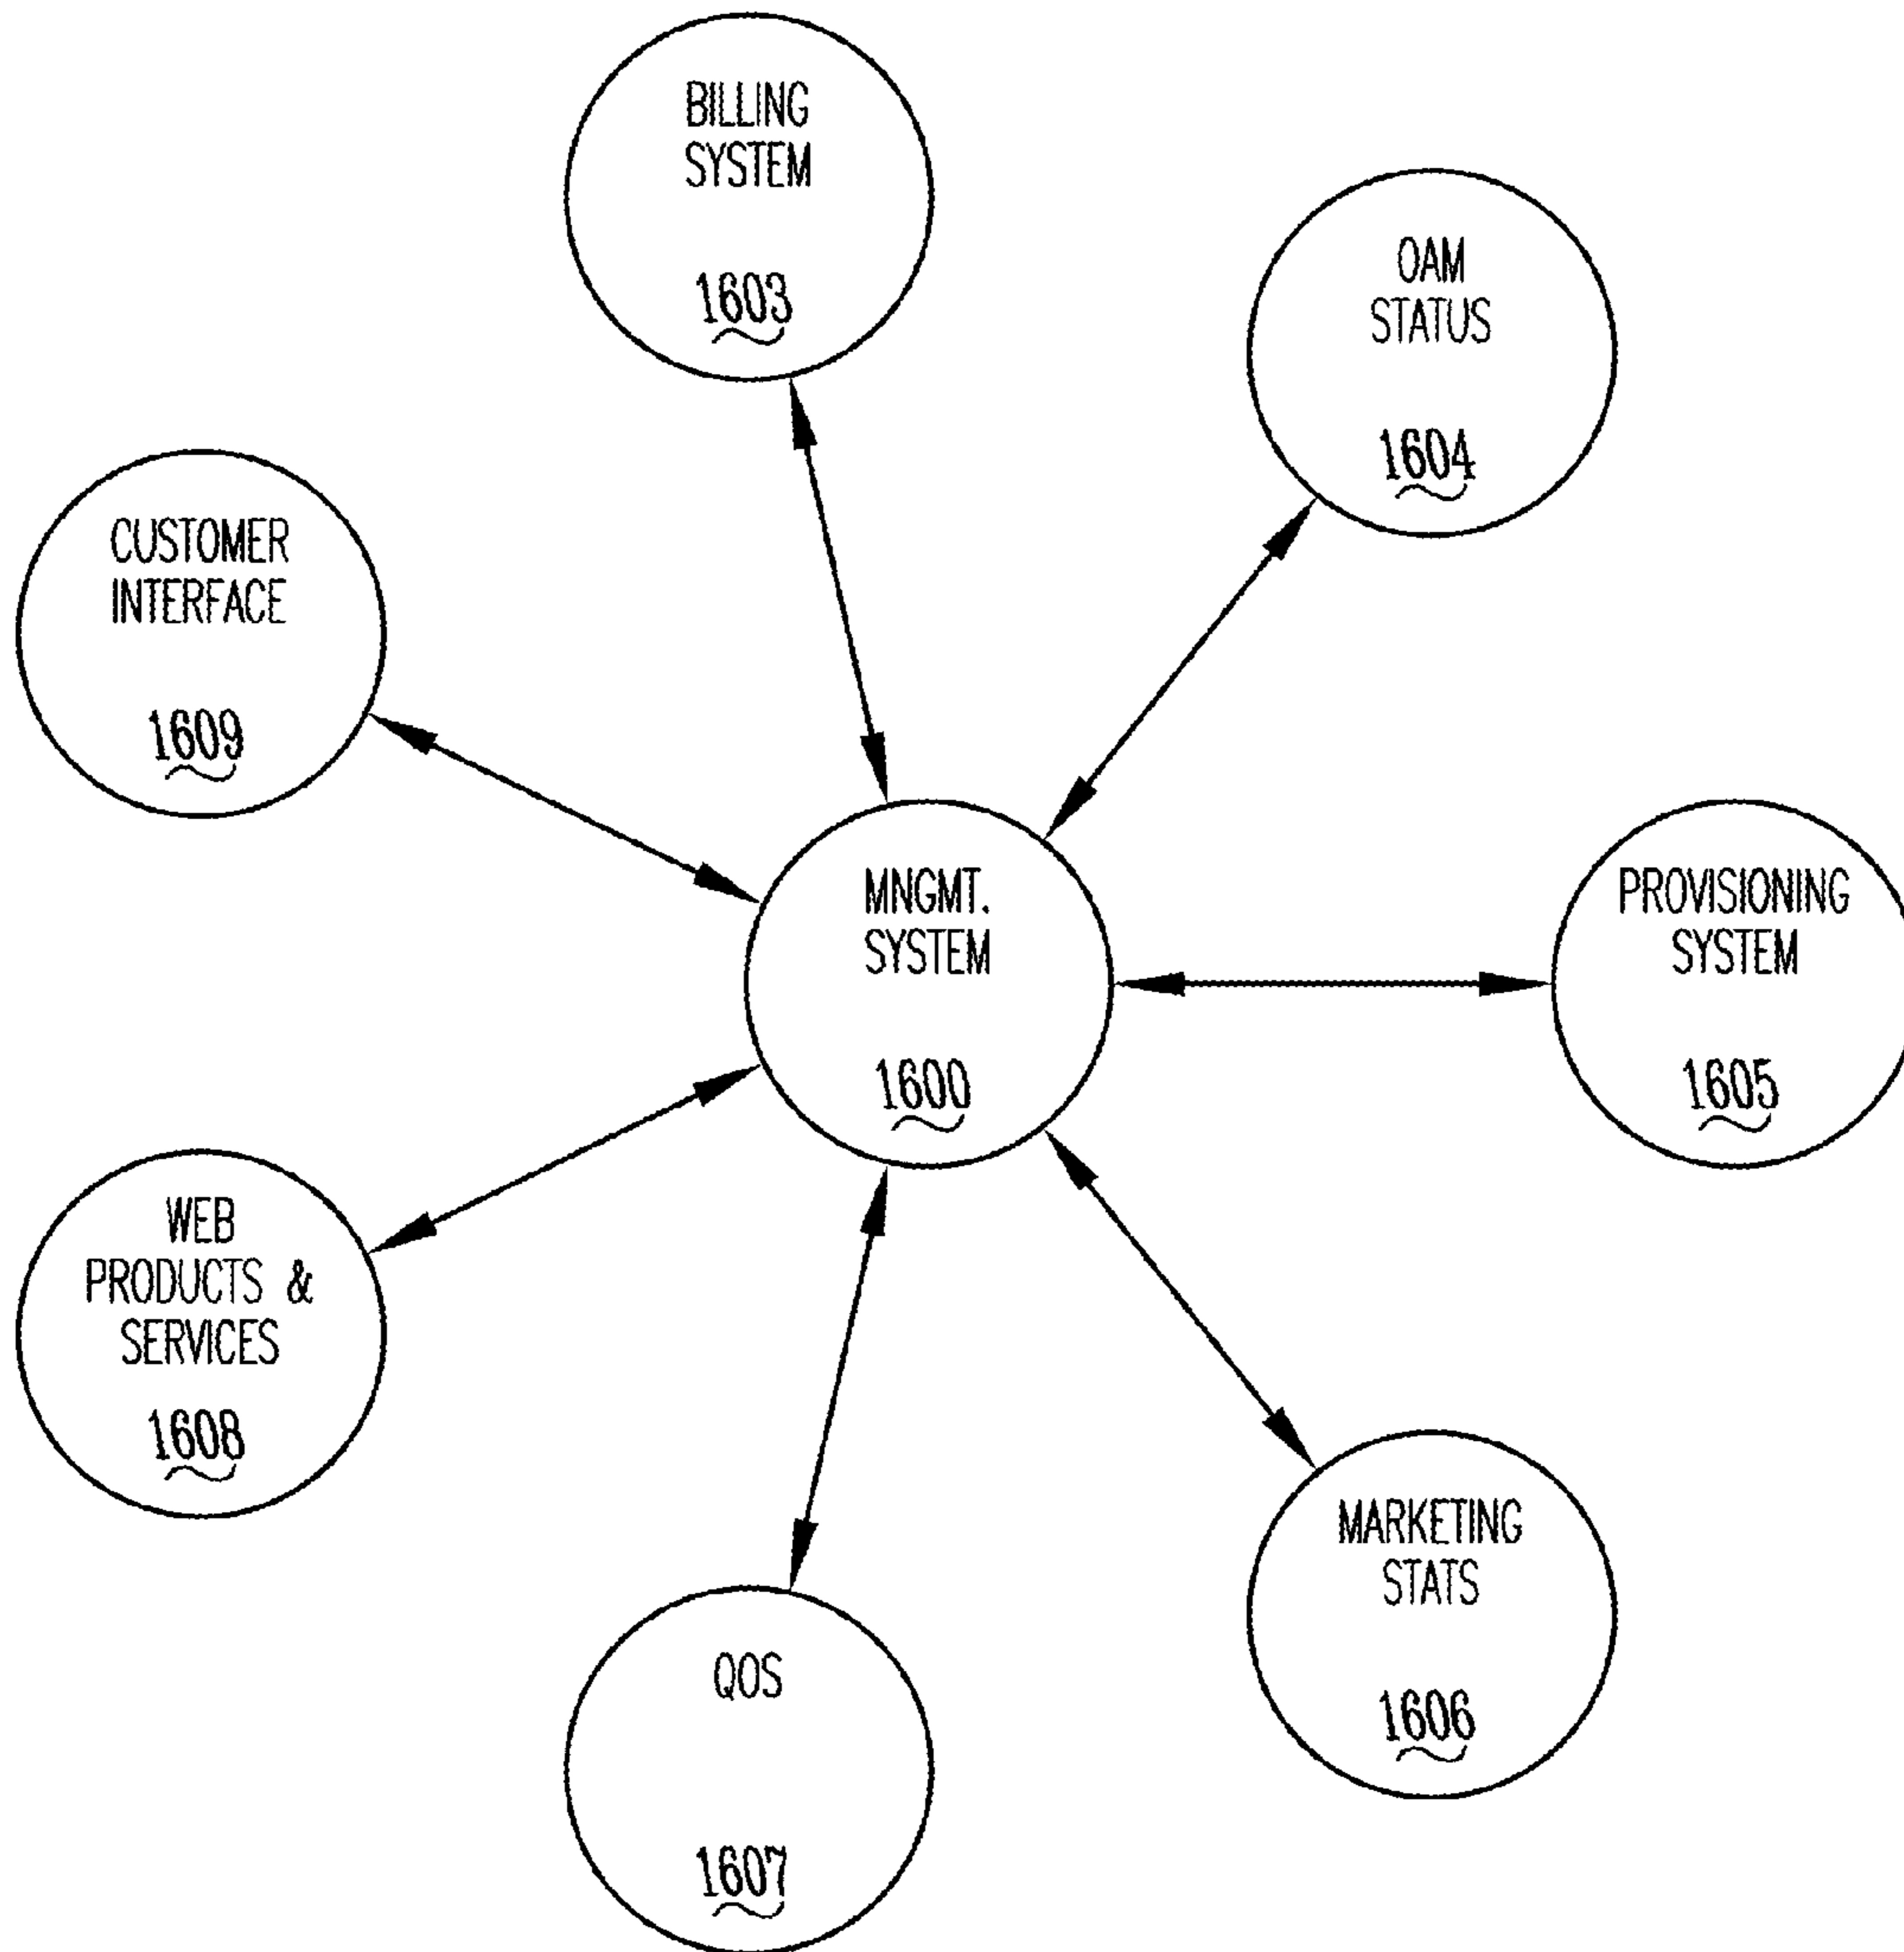 BILLING
SYSTEM
1603
OAM
STATUS
1604
CUSTOMER
INTERFACE
1609
MNGMT.
SYSTEM
1600
PROVISIONING
SYSTEM
1605
WEB
PRODUCTS &
SERVICES
1608
MARKETING
STATS
1606
QOS
1607